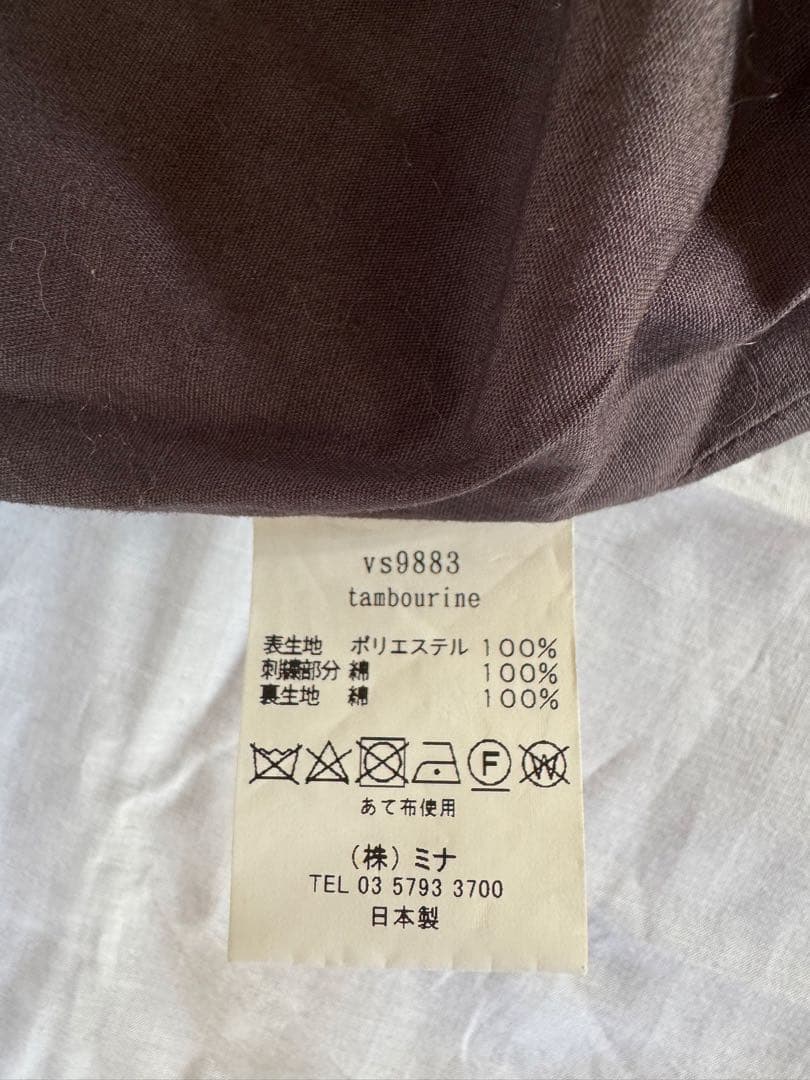 vs9883
tambourine
表生地 ポリエステル 100%
刺繍部分 綿 100%
裏生地 綿 100%
F W
あて布使用
(株)ミナ
TEL 03 5793 3700
日本製